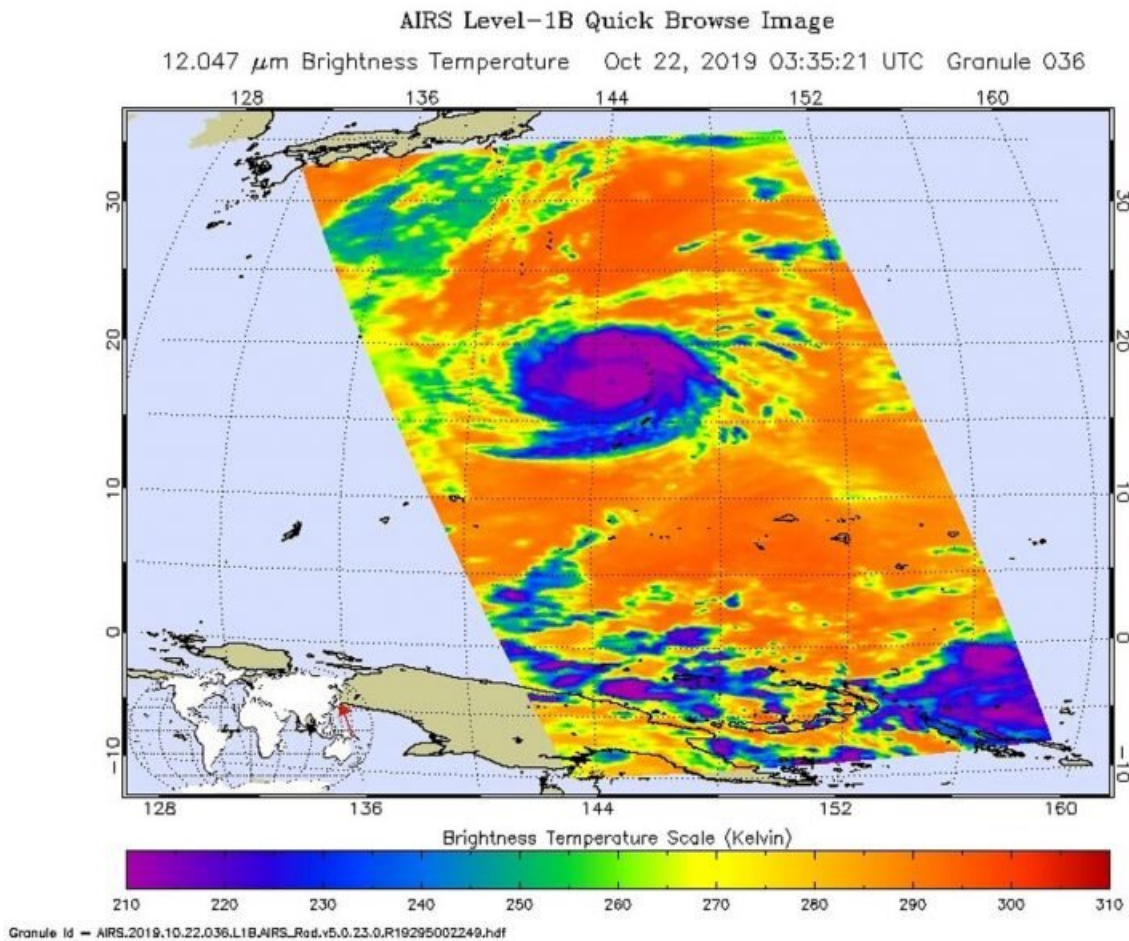 AIRS Level-1B Quick Browse Image
12.047 μm Brightness Temperature Oct 22, 2019 03:35:21 UTC Granule 036
128 136 144 152 160
30 30
20 20
10 10
0 0
-10 -10
128 136 144 152 160
Brightness Temperature Scale (Kelvin)
210 220 230 240 250 260 270 280 290 300 310
Granule Id - AIRS.2019.10.22.036.L1B.AIRS_Rad.v5.0.23.0.R19295002249.hdf